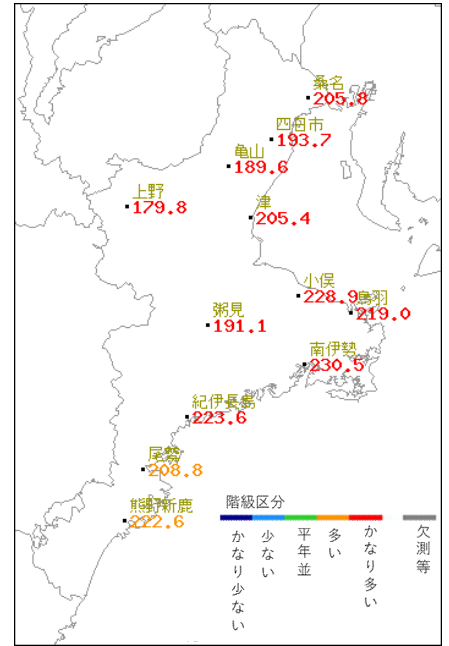 桑名
205.8
四日市
193.7
亀山
189.6
上野
179.8
津
205.4
小俣
228.9
鳥羽
219.0
粥見
191.1
南伊勢
230.5
紀伊長島
223.6
尾鷲
208.8
熊野新鹿
222.6
階級区分
かなり少ない
少ない
平年並
多い
かなり多い
欠測等